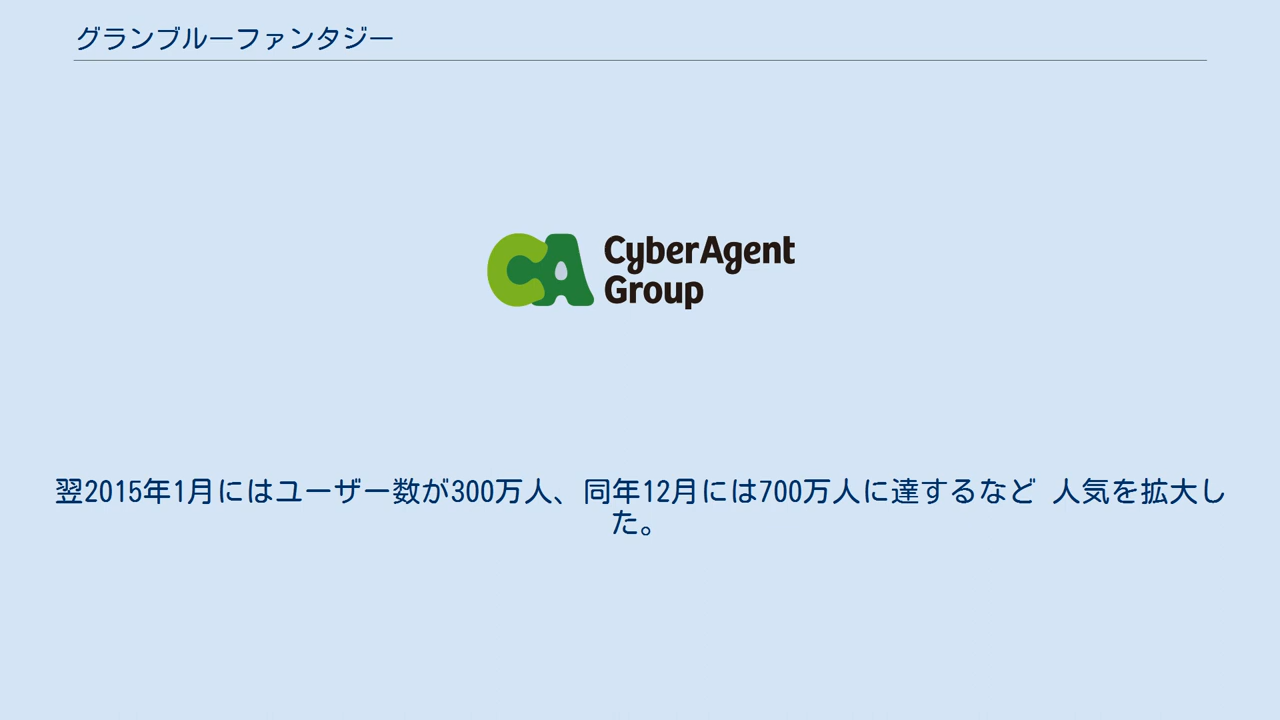 グランブルーファンタジー
CA CyberAgent
Group
翌2015年1月にはユーザー数が300万人、同年12月には700万人に達するなど 人気を拡大し
た。